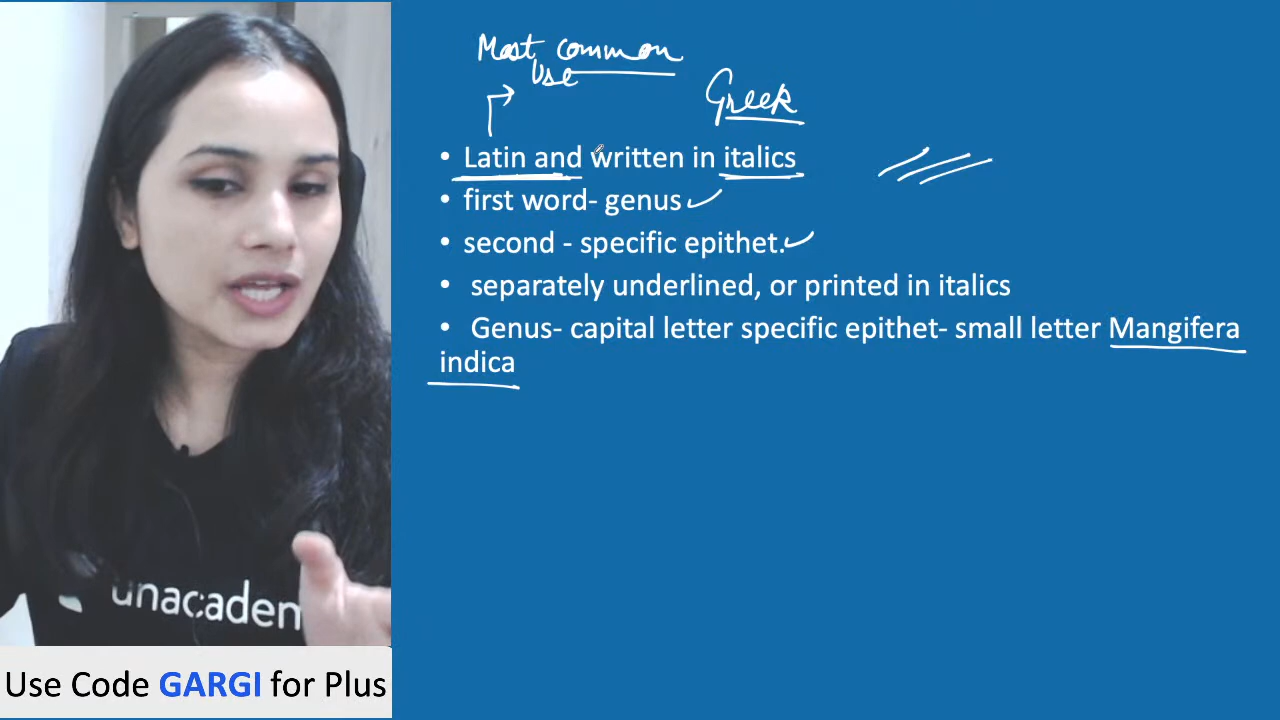 Most common
Use
Greek
• Latin and written in italics
• first word- genus
• second - specific epithet.
• separately underlined, or printed in italics
• Genus- capital letter specific epithet- small letter Mangifera
indica
unacadem
Use Code GARGI for Plus